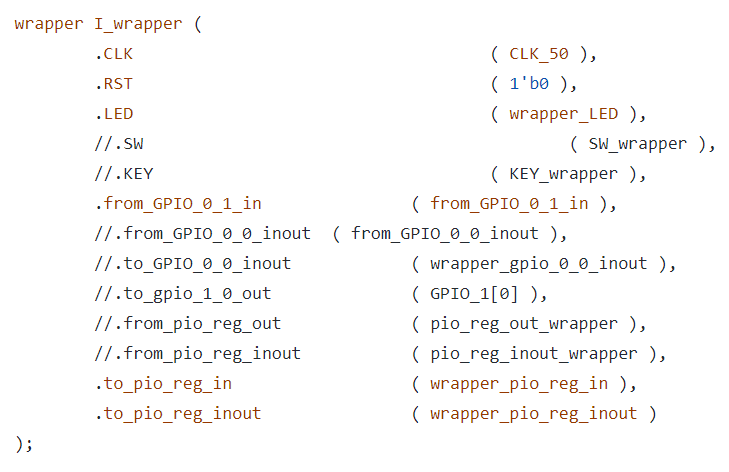 wrapper I_wrapper (
.CLK ( CLK_50 ),
.RST ( 1'b0 ),
.LED ( wrapper_LED ),
//.SW ( SW_wrapper ),
//.KEY ( KEY_wrapper ),
.from_GPIO_0_1_in ( from_GPIO_0_1_in ),
//.from_GPIO_0_0_inout ( from_GPIO_0_0_inout ),
//.to_GPIO_0_0_inout ( wrapper_gpio_0_0_inout ),
//.to_gpio_1_0_out ( GPIO_1[0] ),
//.from_pio_reg_out ( pio_reg_out_wrapper ),
//.from_pio_reg_inout ( pio_reg_inout_wrapper ),
.to_pio_reg_in ( wrapper_pio_reg_in ),
.to_pio_reg_inout ( wrapper_pio_reg_inout )
);